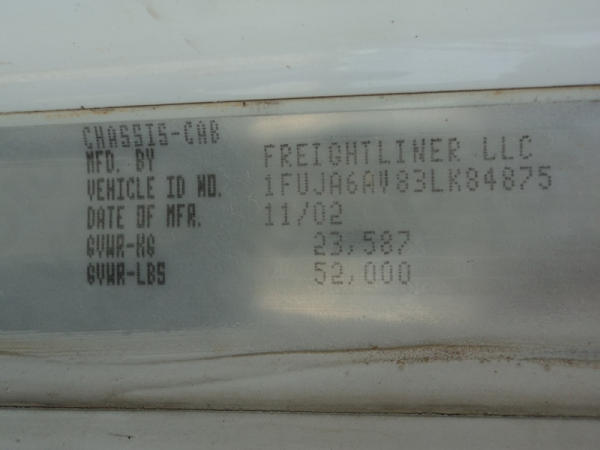 CHASSIS-CAB
MFD. BY FREIGHTLINER LLC
VEHICLE ID NO. 1FUJA6AV83LK84875
DATE OF MFR. 11/02
GVWR-KG 23,587
GVWR-LBS 52,000